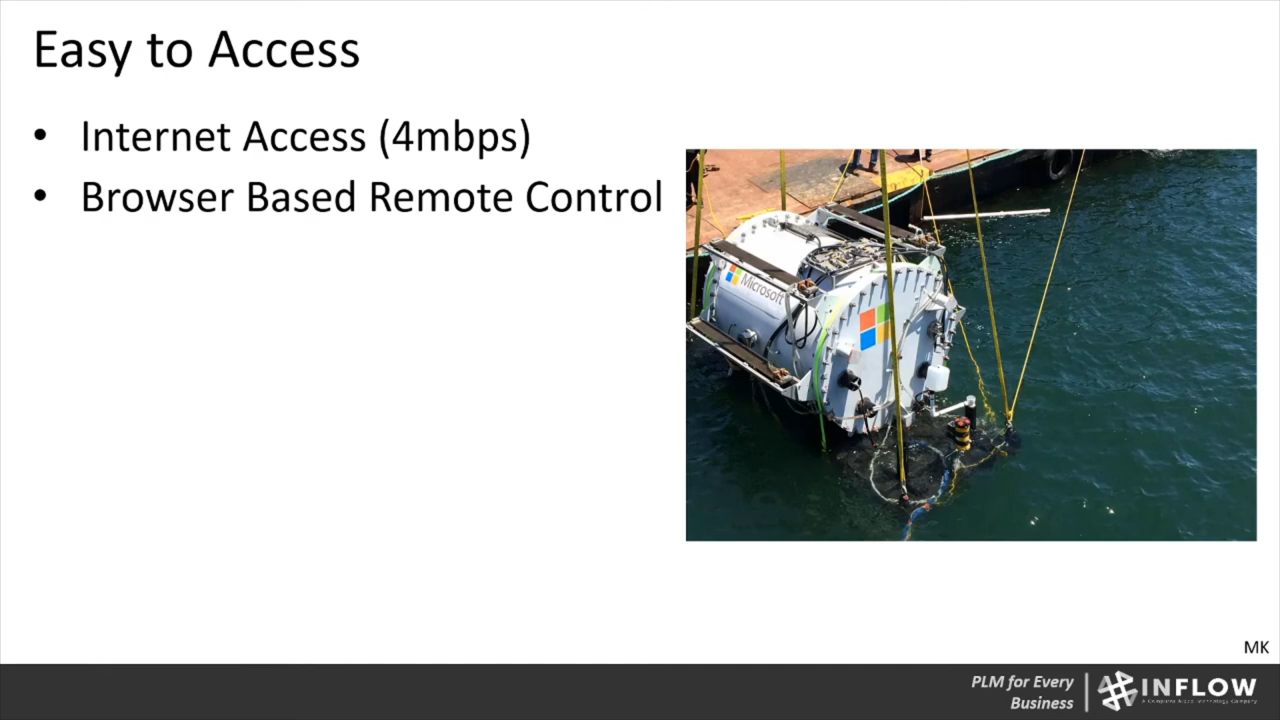 Easy to Access
• Internet Access (4mbps)
• Browser Based Remote Control
Microsoft
MK
PLM for Every
Business
INFLOW